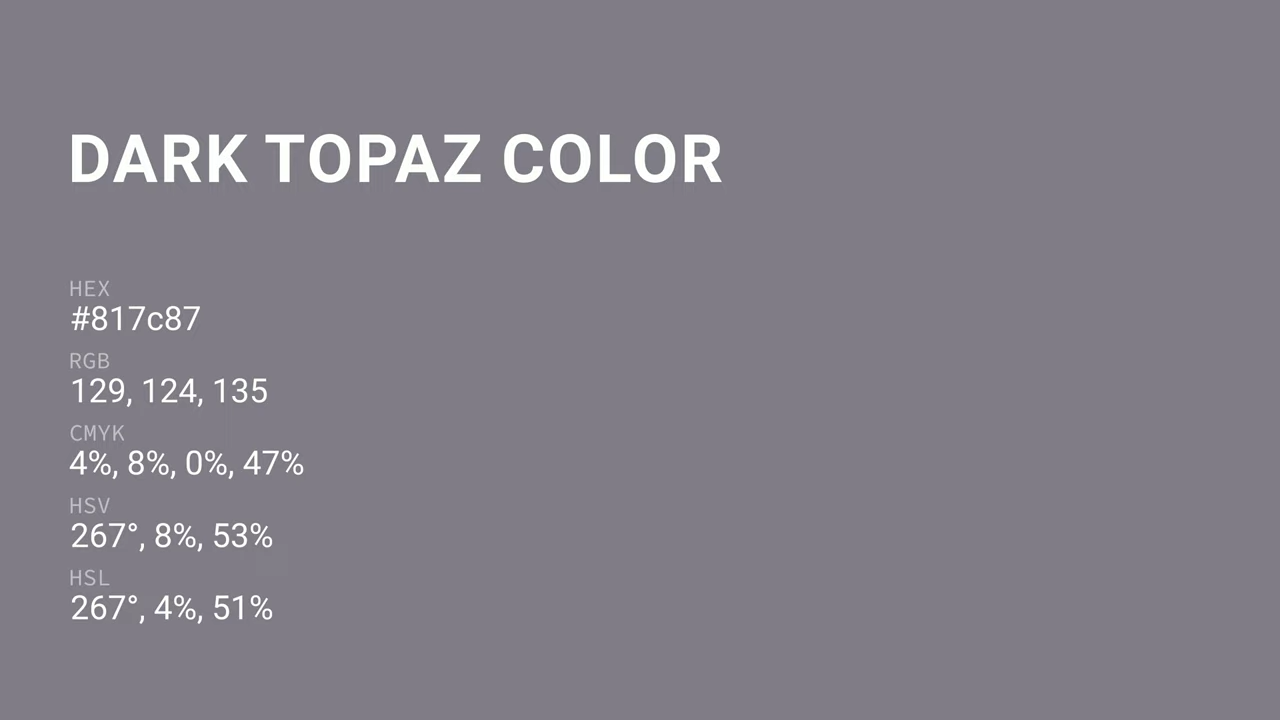 DARK TOPAZ COLOR
HEX
#817c87
RGB
129, 124, 135
CMYK
4%, 8%, 0%, 47%
HSV
267°, 8%, 53%
HSL
267°, 4%, 51%